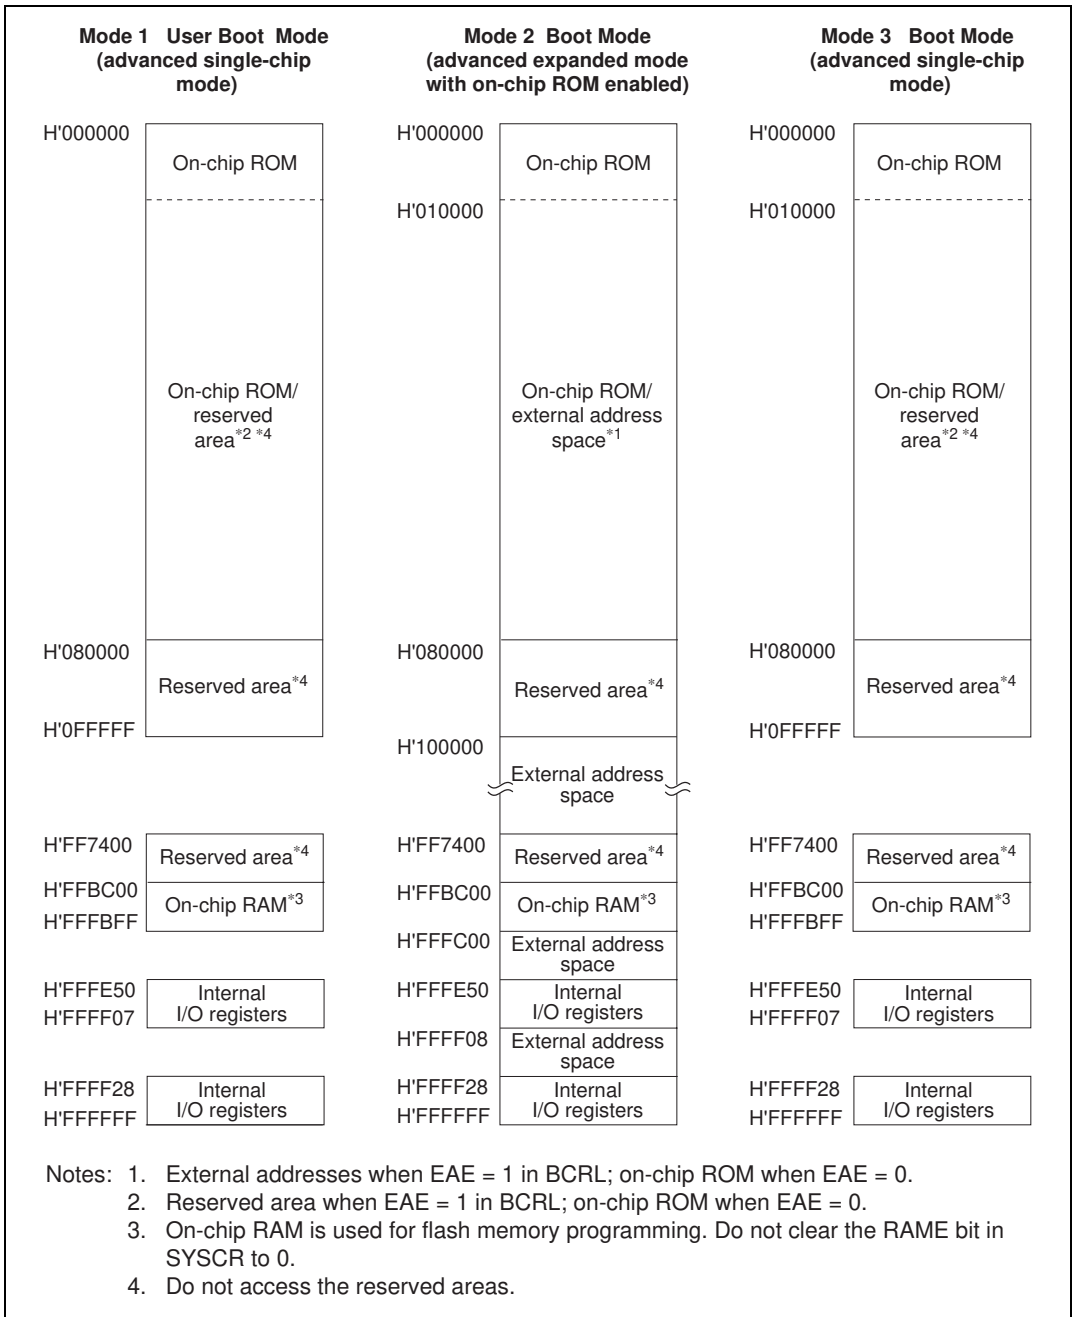 Mode 1 User Boot Mode
(advanced single-chip
mode)
H'000000
On-chip ROM
On-chip ROM/
reserved
area*2 *4
H'080000
Reserved area*4
H'0FFFFF
H'FF7400
Reserved area*4
H'FFBC00
On-chip RAM*3
H'FFFBFF
H'FFFE50
Internal
I/O registers
H'FFFF07
H'FFFF28
Internal
I/O registers
H'FFFFFF
Mode 2 Boot Mode
(advanced expanded mode
with on-chip ROM enabled)
H'000000
On-chip ROM
H'010000
On-chip ROM/
external address
space*1
H'080000
Reserved area*4
H'100000
External address
space
H'FF7400
Reserved area*4
H'FFBC00
On-chip RAM*3
H'FFFC00
External address
space
H'FFFE50
Internal
I/O registers
H'FFFF08
External address
space
H'FFFF28
Internal
I/O registers
H'FFFFFF
Mode 3 Boot Mode
(advanced single-chip
mode)
H'000000
On-chip ROM
H'010000
On-chip ROM/
reserved
area*2 *4
H'080000
Reserved area*4
H'0FFFFF
H'FF7400
Reserved area*4
H'FFBC00
On-chip RAM*3
H'FFFBFF
H'FFFE50
Internal
I/O registers
H'FFFF07
H'FFFF28
Internal
I/O registers
H'FFFFFF
Notes: 1. External addresses when EAE = 1 in BCRL; on-chip ROM when EAE = 0.
2. Reserved area when EAE = 1 in BCRL; on-chip ROM when EAE = 0.
3. On-chip RAM is used for flash memory programming. Do not clear the RAME bit in
SYSCR to 0.
4. Do not access the reserved areas.